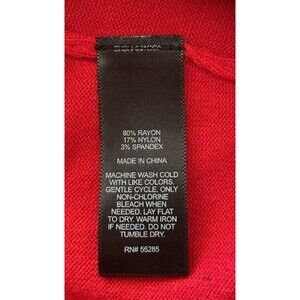 80% RAYON
17% NYLON
3% SPANDEX
MADE IN CHINA
MACHINE WASH COLD
WITH LIKE COLORS.
GENTLE CYCLE. ONLY
NON-CHLORINE
BLEACH WHEN
NEEDED. LAY FLAT
TO DRY. WARM IRON
IF NEEDED. DO NOT
TUMBLE DRY.
RN# 55285